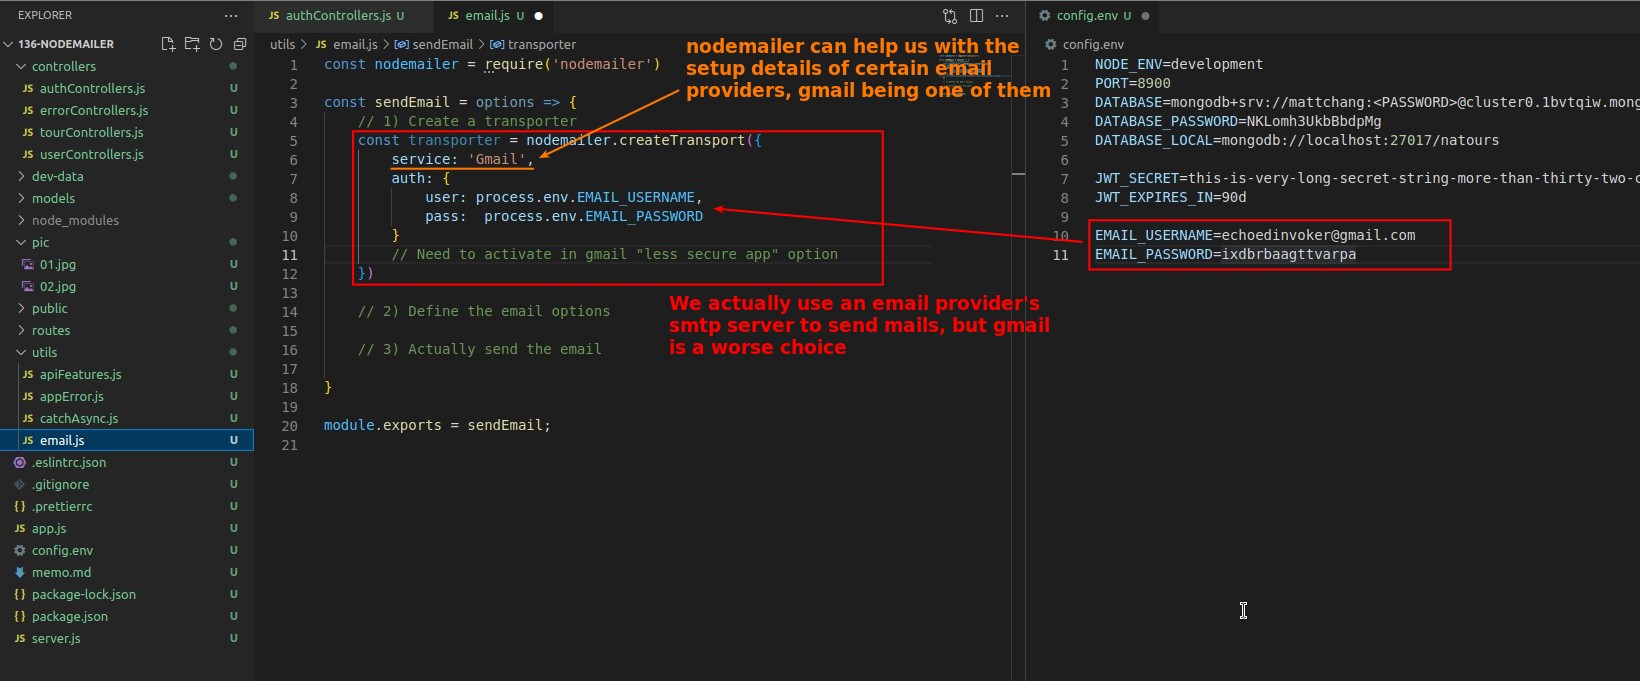 EXPLORER ...
136-NODEMAILER
controllers
authControllers.js U
errorControllers.js U
tourControllers.js U
userControllers.js U
dev-data
models
node_modules
pic
01.jpg U
02.jpg U
public
routes
utils
apiFeatures.js U
appError.js U
catchAsync.js U
email.js U
.eslintrc.json U
.gitignore U
.prettierrc U
app.js U
config.env U
memo.md U
package-lock.json U
package.json U
server.js U
JS authControllers.js U
JS email.js U
utils > JS email.js > sendEmail > transporter
1 const nodemailer = require('nodemailer')
2
3 const sendEmail = options => {
4 // 1) Create a transporter
5 const transporter = nodemailer.createTransport({
6 service: 'Gmail',
7 auth: {
8 user: process.env.EMAIL_USERNAME,
9 pass: process.env.EMAIL_PASSWORD
10 }
11 // Need to activate in gmail "less secure app" option
12 })
13
14 // 2) Define the email options
15
16 // 3) Actually send the email
17
18 }
19
20 module.exports = sendEmail;
21
nodemailer can help us with the
setup details of certain email
providers, gmail being one of them
We actually use an email provider's
smtp server to send mails, but gmail
is a worse choice
config.env U
config.env
1 NODE_ENV=development
2 PORT=8900
3 DATABASE=mongodb+srv://mattchang:<PASSWORD>@cluster0.1bvtqiw.mong
4 DATABASE_PASSWORD=NKLomh3UkbBbdpMg
5 DATABASE_LOCAL=mongodb://localhost:27017/natours
6
7 JWT_SECRET=this-is-very-long-secret-string-more-than-thirty-two-c
8 JWT_EXPIRES_IN=90d
9
10 EMAIL_USERNAME=echoedinvoker@gmail.com
11 EMAIL_PASSWORD=ixdbrbaagttvarpa